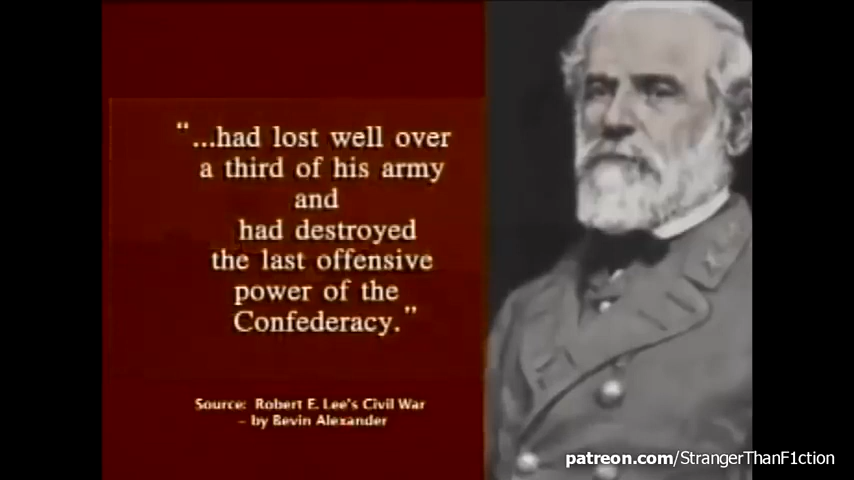 "...had lost well over
a third of his army
and
had destroyed
the last offensive
power of the
Confederacy."
Source: Robert E. Lee's Civil War
– by Bevin Alexander
patreon.com/StrangerThanF1ction